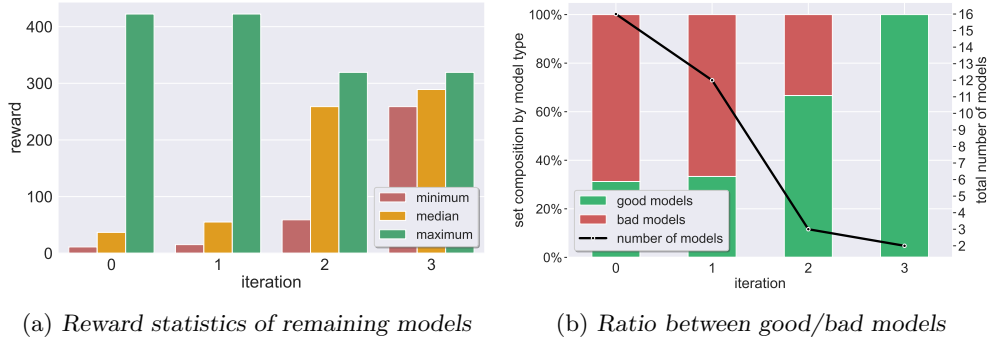 400
300
200
100
0
reward
minimum
median
maximum
0 1 2 3
iteration
(a) Reward statistics of remaining models
100%
80%
60%
40%
20%
0%
set composition by model type
good models
bad models
number of models
16
15
14
13
12
11
10
9
8
7
6
5
4
3
2
total number of models
0 1 2 3
iteration
(b) Ratio between good/bad models